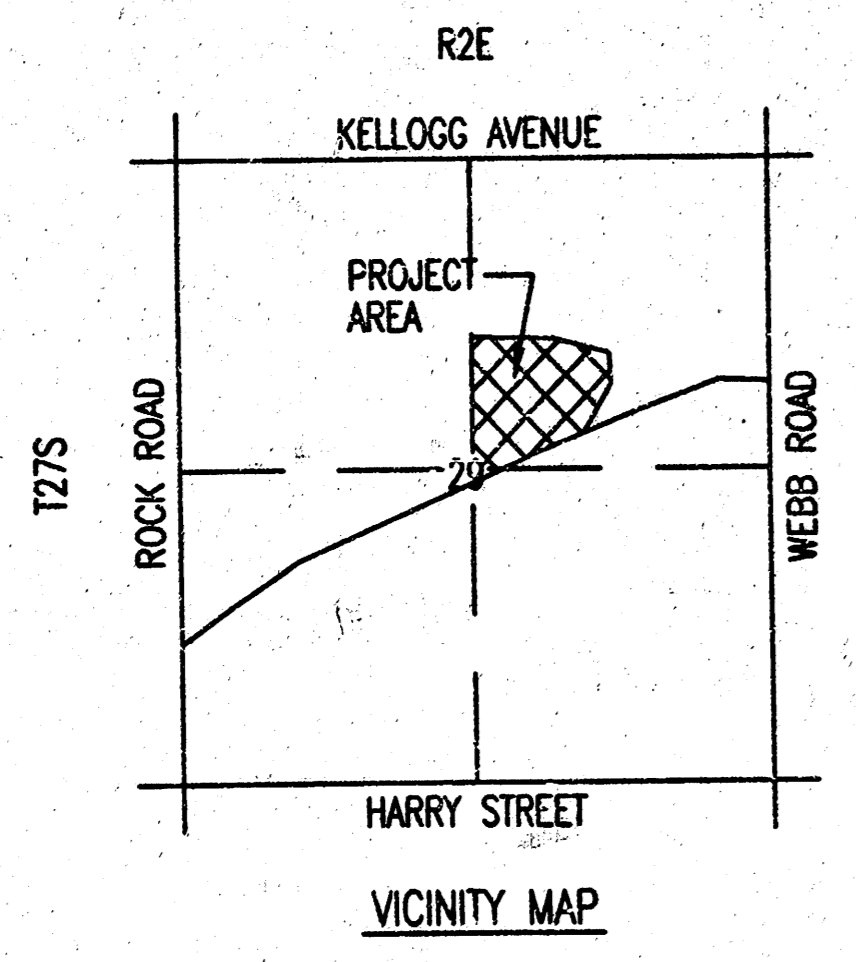 R2E
KELLOGG AVENUE
PROJECT
AREA
ROCK ROAD
T27S
29
WEBB ROAD
HARRY STREET
VICINITY MAP